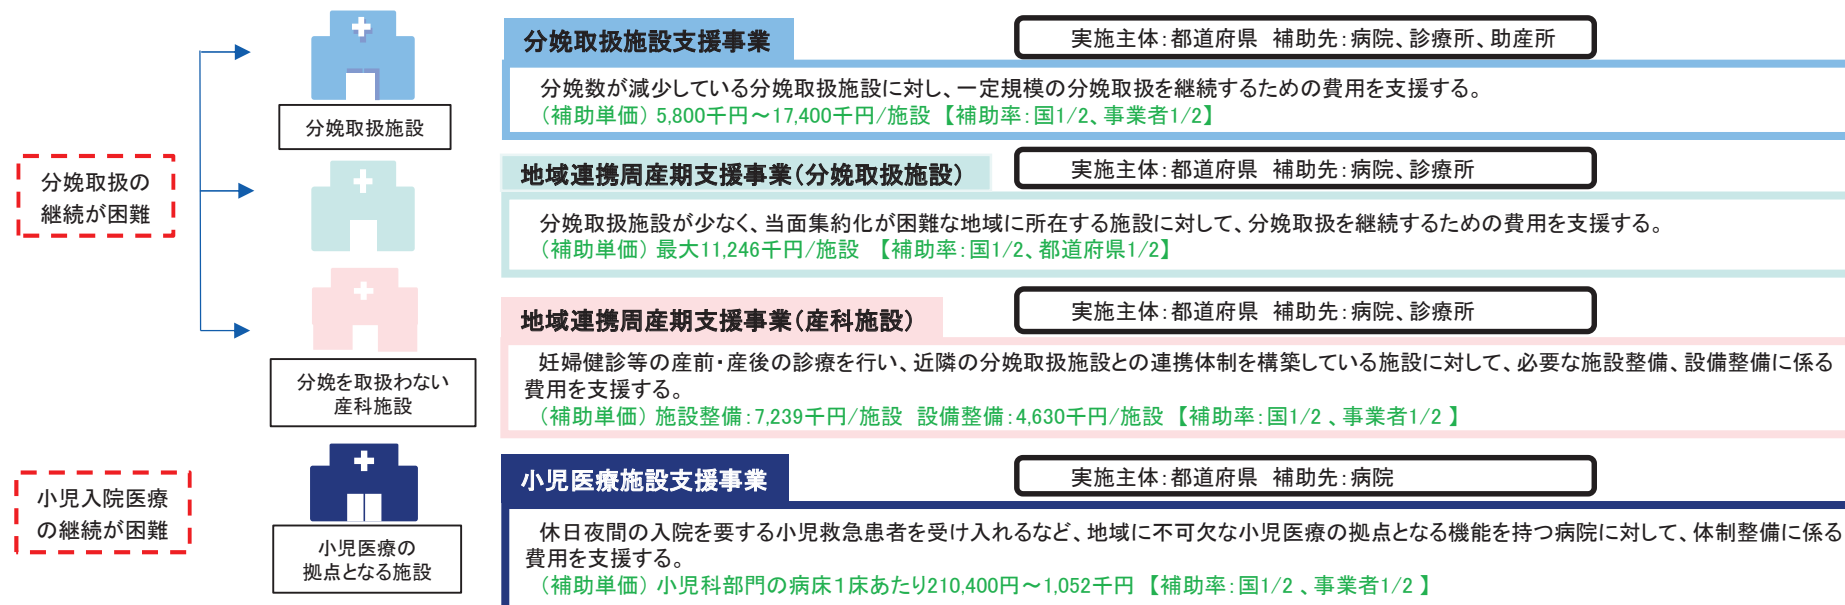 分娩取扱の
継続が困難
分娩取扱施設
分娩取扱施設支援事業
実施主体:都道府県 補助先:病院、診療所、助産所
分娩数が減少している分娩取扱施設に対し、一定規模の分娩取扱を継続するための費用を支援する。
(補助単価) 5,800千円～17,400千円/施設 【補助率:国1/2、事業者1/2】
地域連携周産期支援事業(分娩取扱施設)
実施主体:都道府県 補助先:病院、診療所
分娩取扱施設が少なく、当面集約化が困難な地域に所在する施設に対して、分娩取扱を継続するための費用を支援する。
(補助単価) 最大11,246千円/施設 【補助率:国1/2、都道府県1/2】
分娩を取扱わない
産科施設
地域連携周産期支援事業(産科施設)
実施主体:都道府県 補助先:病院、診療所
妊婦健診等の産前・産後の診療を行い、近隣の分娩取扱施設との連携体制を構築している施設に対して、必要な施設整備、設備整備に係る
費用を支援する。
(補助単価) 施設整備:7,239千円/施設 設備整備:4,630千円/施設 【補助率:国1/2 、事業者1/2 】
小児入院医療
の継続が困難
小児医療の
拠点となる施設
小児医療施設支援事業
実施主体:都道府県 補助先:病院
休日夜間の入院を要する小児救急患者を受け入れるなど、地域に不可欠な小児医療の拠点となる機能を持つ病院に対して、体制整備に係る
費用を支援する。
(補助単価) 小児科部門の病床1床あたり210,400円～1,052千円 【補助率:国1/2 、事業者1/2 】